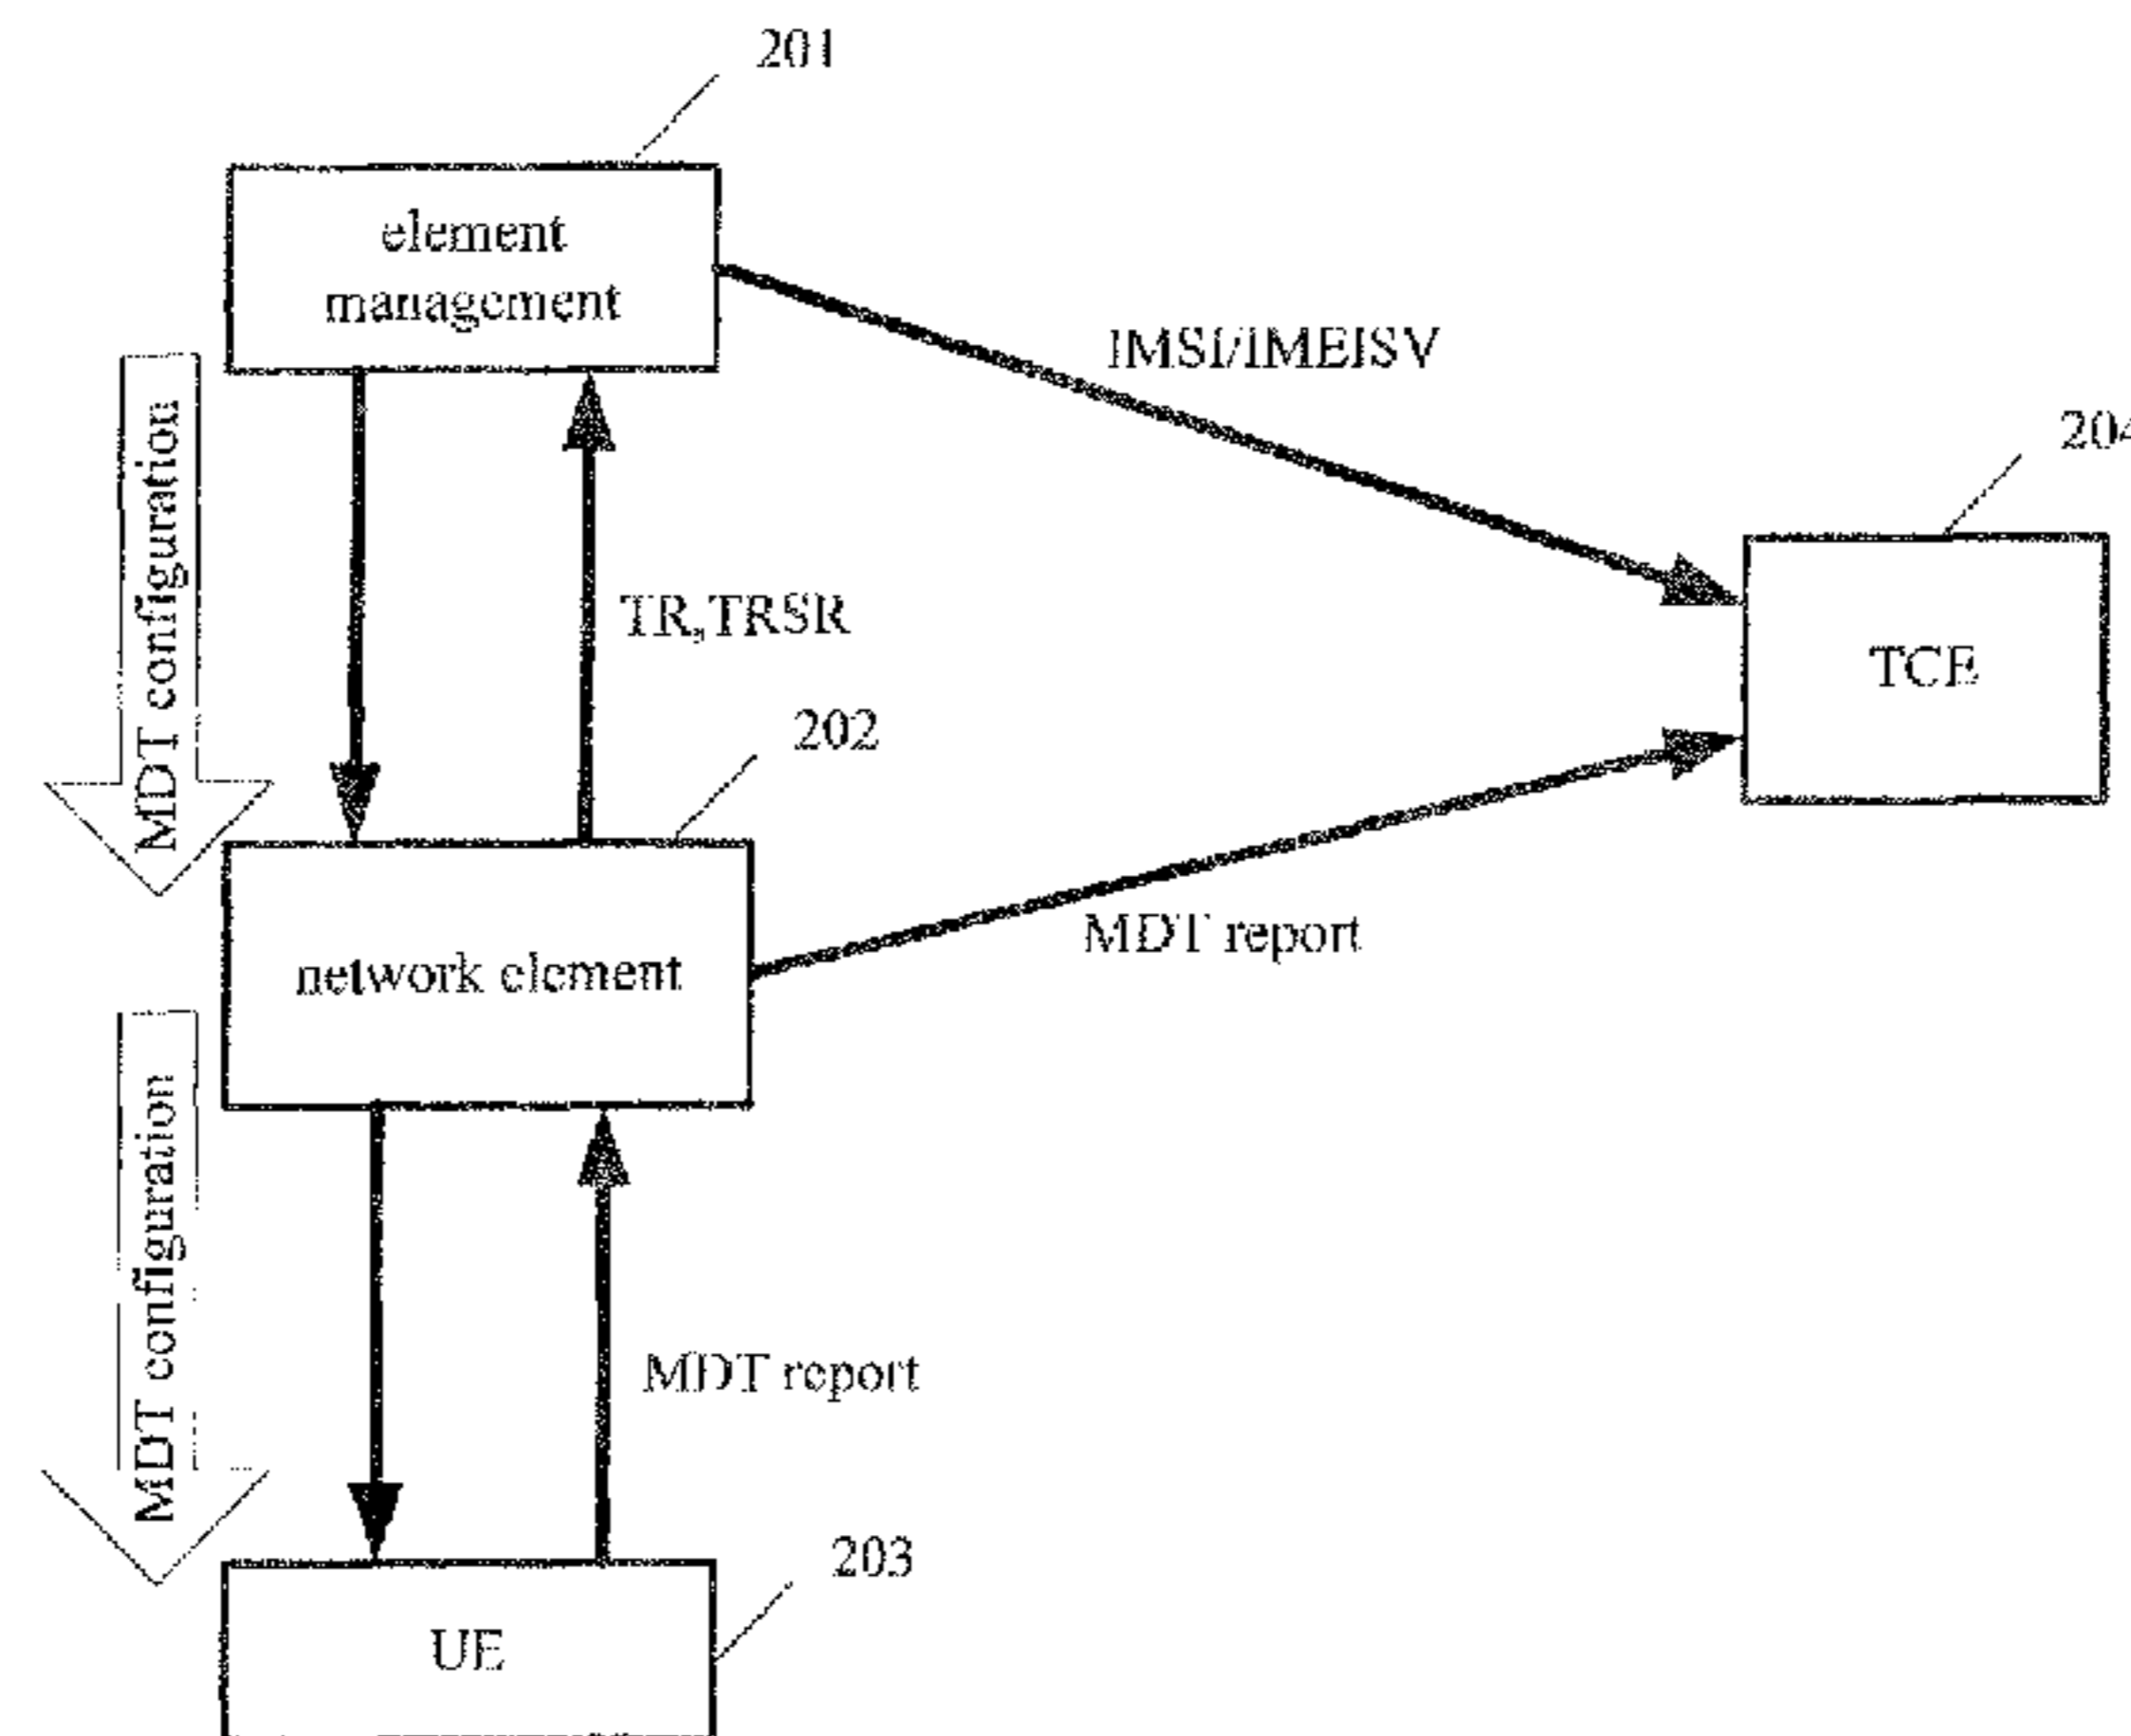 201
element
management
IMSI/IMEISV
204
MDT configuration
TR,TRSR
TCE
202
network element
MDT report
MDT configuration
MDT report
203
UE